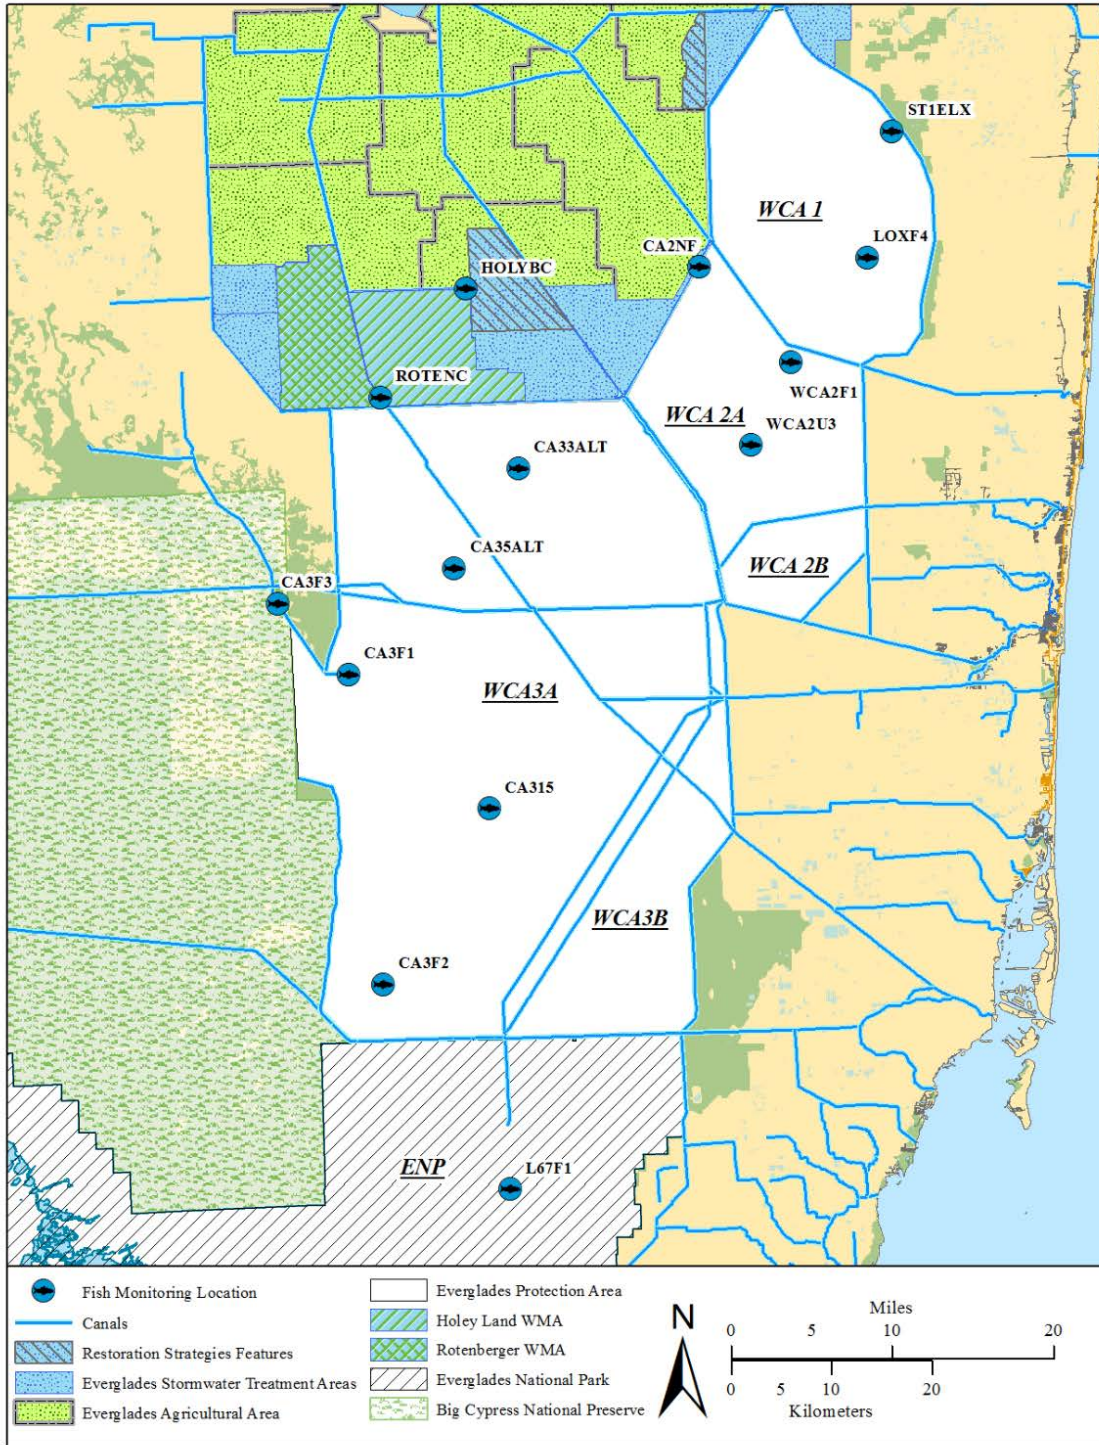 ST1ELX
WCA 1
LOXF4
CA2NF
HOLYBC
WCA2F1
ROTENC
WCA 2A
WCA2U3
CA33ALT
CA35ALT
WCA 2B
CA3F3
CA3F1
WCA3A
CA315
WCA3B
CA3F2
ENP
L67F1
Fish Monitoring Location
Canals
Restoration Strategies Features
Everglades Stormwater Treatment Areas
Everglades Agricultural Area
Everglades Protection Area
Holey Land WMA
Rotenberger WMA
Everglades National Park
Big Cypress National Preserve
N
Miles
0 5 10 20
0 5 10 20
Kilometers